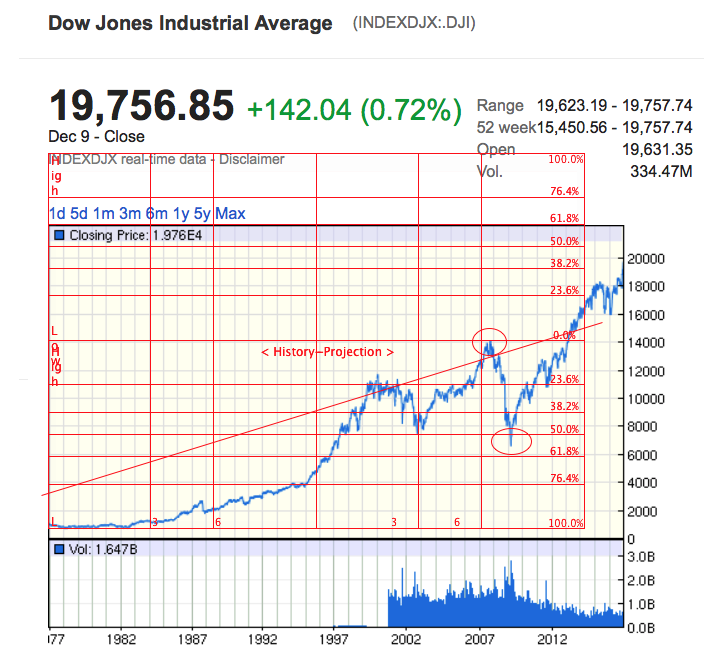 Dow Jones Industrial Average (INDEXDJX:.DJI)
19,756.85 +142.04 (0.72%)
Dec 9 - Close
Range 19,623.19 - 19,757.74
52 week 15,450.56 - 19,757.74
Open 19,631.35
Vol. 334.47M
INDEXDJX real-time data - Disclaimer
High
100.0%
76.4%
1d 5d 1m 3m 6m 1y 5y Max
61.8%
Closing Price: 1.976E4
50.0%
38.2%
23.6%
0.0%
Low
High
< History-Projection >
23.6%
38.2%
50.0%
61.8%
76.4%
100.0%
L 3 6 3 6
20000
18000
16000
14000
12000
10000
8000
6000
4000
2000
0
Vol: 1.647B
3.0B
2.0B
1.0B
0.0B
1982 1987 1992 1997 2002 2007 2012